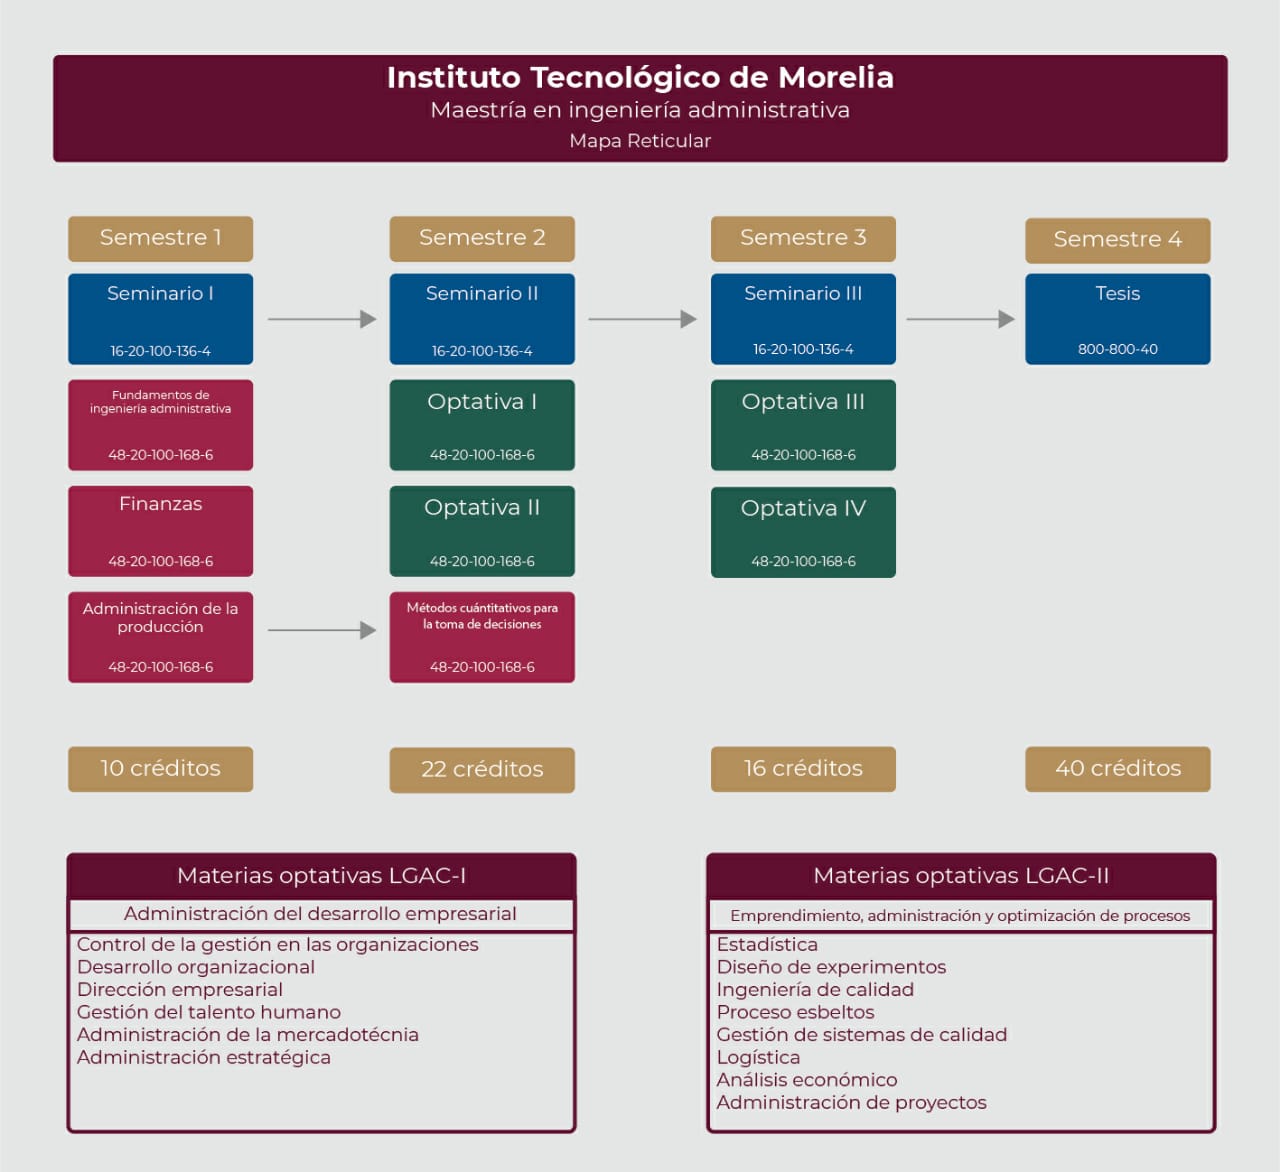 Instituto Tecnológico de Morelia
Maestría en ingeniería administrativa
Mapa Reticular
Semestre 1
Semestre 2
Semestre 3
Semestre 4
Seminario I
16-20-100-136-4
Seminario II
16-20-100-136-4
Seminario III
16-20-100-136-4
Tesis
800-800-40
Fundamentos de
ingeniería administrativa
48-20-100-168-6
Optativa I
48-20-100-168-6
Optativa III
48-20-100-168-6
Finanzas
48-20-100-168-6
Optativa II
48-20-100-168-6
Optativa IV
48-20-100-168-6
Administración de la
producción
48-20-100-168-6
Métodos cuántitativos para
la toma de decisiones
48-20-100-168-6
10 créditos
22 créditos
16 créditos
40 créditos
Materias optativas LGAC-I
Administración del desarrollo empresarial
Control de la gestión en las organizaciones
Desarrollo organizacional
Dirección empresarial
Gestión del talento humano
Administración de la mercadotécnia
Administración estratégica
Materias optativas LGAC-II
Emprendimiento, administración y optimización de procesos
Estadística
Diseño de experimentos
Ingeniería de calidad
Proceso esbeltos
Gestión de sistemas de calidad
Logística
Análisis económico
Administración de proyectos